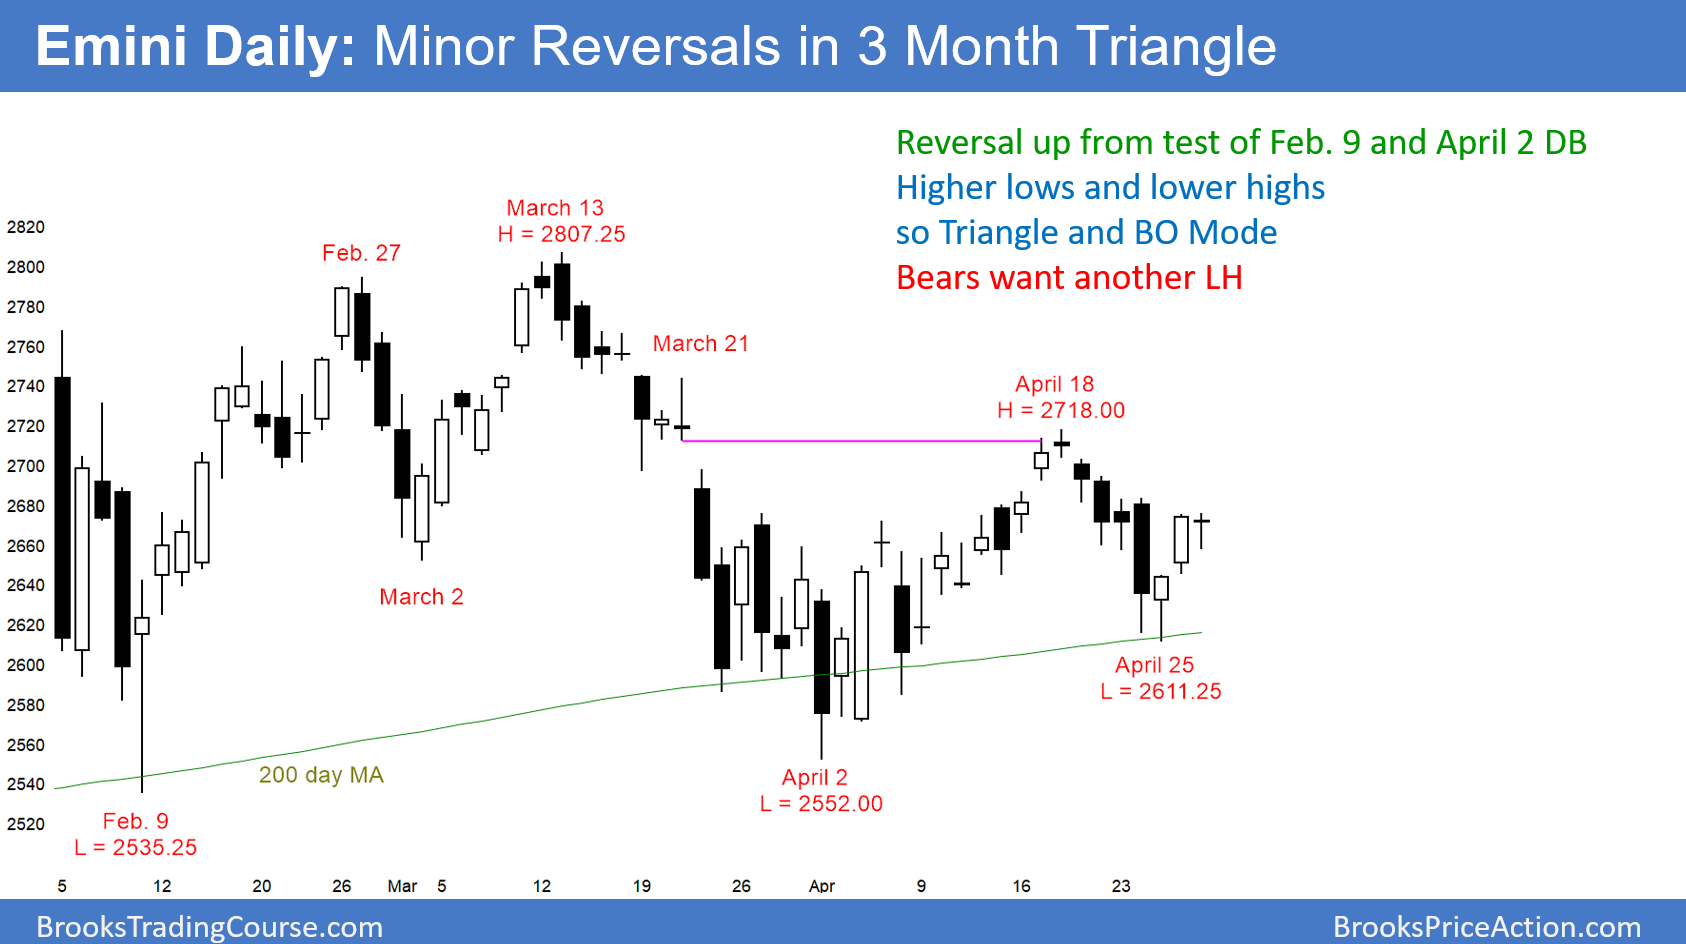 Emini Daily: Minor Reversals in 3 Month Triangle
Reversal up from test of Feb. 9 and April 2 DB
Higher lows and lower highs
so Triangle and BO Mode
Bears want another LH
March 13
H = 2807.25
Feb. 27
March 21
April 18
H = 2718.00
March 2
April 25
L = 2611.25
200 day MA
April 2
L = 2552.00
Feb. 9
L = 2535.25
2820
2800
2780
2760
2740
2720
2700
2680
2660
2640
2620
2600
2580
2560
2540
2520
5 12 20 26 Mar 5 12 19 26 Apr 9 16 23
BrooksTradingCourse.com
BrooksPriceAction.com